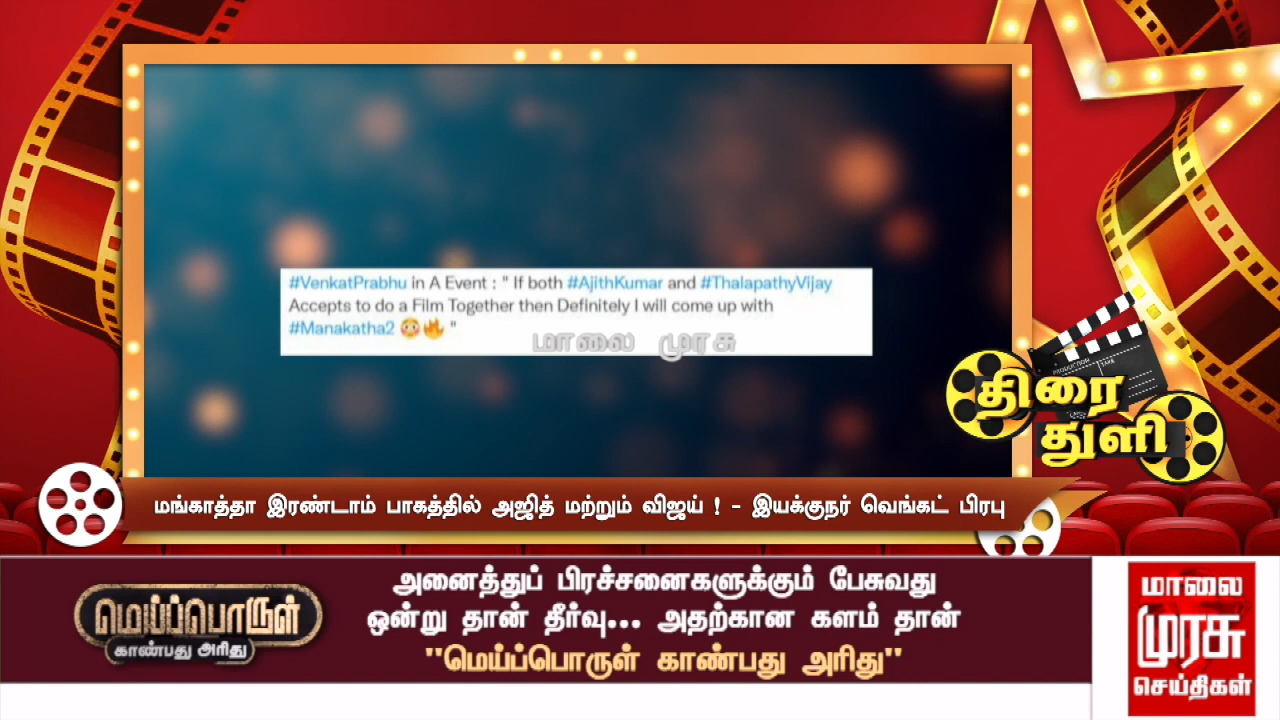 #VenkatPrabhu in A Event : " If both #AjithKumar and #ThalapathyVijay
Accepts to do a Film Together then Definitely I will come up with
#Manakatha2 😳🔥 "
மாலை முரசு
PRODUCTION
TAKE
திரை
துளி
மங்காத்தா இரண்டாம் பாகத்தில் அஜித் மற்றும் விஜய் ! - இயக்குநர் வெங்கட் பிரபு
மெய்ப்பொருள்
காண்பது அரிது
அனைத்துப் பிரச்சனைகளுக்கும் பேசுவது
ஒன்று தான் தீர்வு... அதற்கான களம் தான்
"மெய்ப்பொருள் காண்பது அரிது"
மாலை
முரசு
செய்திகள்